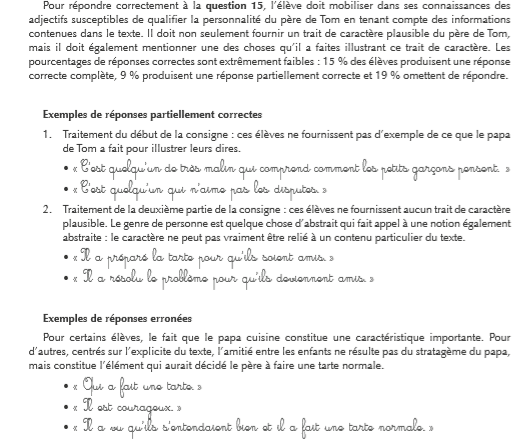 Pour répondre correctement à la question 15, l'élève doit mobiliser dans ses connaissances des
adjectifs susceptibles de qualifier la personnalité du père de Tom en tenant compte des informations
contenues dans le texte. Il doit non seulement fournir un trait de caractère plausible du père de Tom,
mais il doit également mentionner une des choses qu'il a faites illustrant ce trait de caractère. Les
pourcentages de réponses correctes sont extrêmement faibles : 15 % des élèves produisent une réponse
correcte complète, 9 % produisent une réponse partiellement correcte et 19 % omettent de répondre.
Exemples de réponses partiellement correctes
1. Traitement du début de la consigne : ces élèves ne fournissent pas d'exemple de ce que le papa
de Tom a fait pour illustrer leurs dires.
• « C'est quelqu'un de très malin qui comprend comment les petits garçons pensent. »
• « C'est quelqu'un qui n'aime pas les disputes. »
2. Traitement de la deuxième partie de la consigne : ces élèves ne fournissent aucun trait de caractère
plausible. Le genre de personne est quelque chose d'abstrait qui fait appel à une notion également
abstraite : le caractère ne peut pas vraiment être relié à un contenu particulier du texte.
• « Il a préparé la tarte pour qu'ils soient amis. »
• « Il a résolu le problème pour qu'ils deviennent amis. »
Exemples de réponses erronées
Pour certains élèves, le fait que le papa cuisine constitue une caractéristique importante. Pour
d'autres, centrés sur l'explicite du texte, l'amitié entre les enfants ne résulte pas du stratagème du papa,
mais constitue l'élément qui aurait décidé le père à faire une tarte normale.
• « Qui a fait une tarte. »
• « Il est courageux. »
• « Il a vu qu'ils s'entendaient bien et il a fait une tarte normale. »